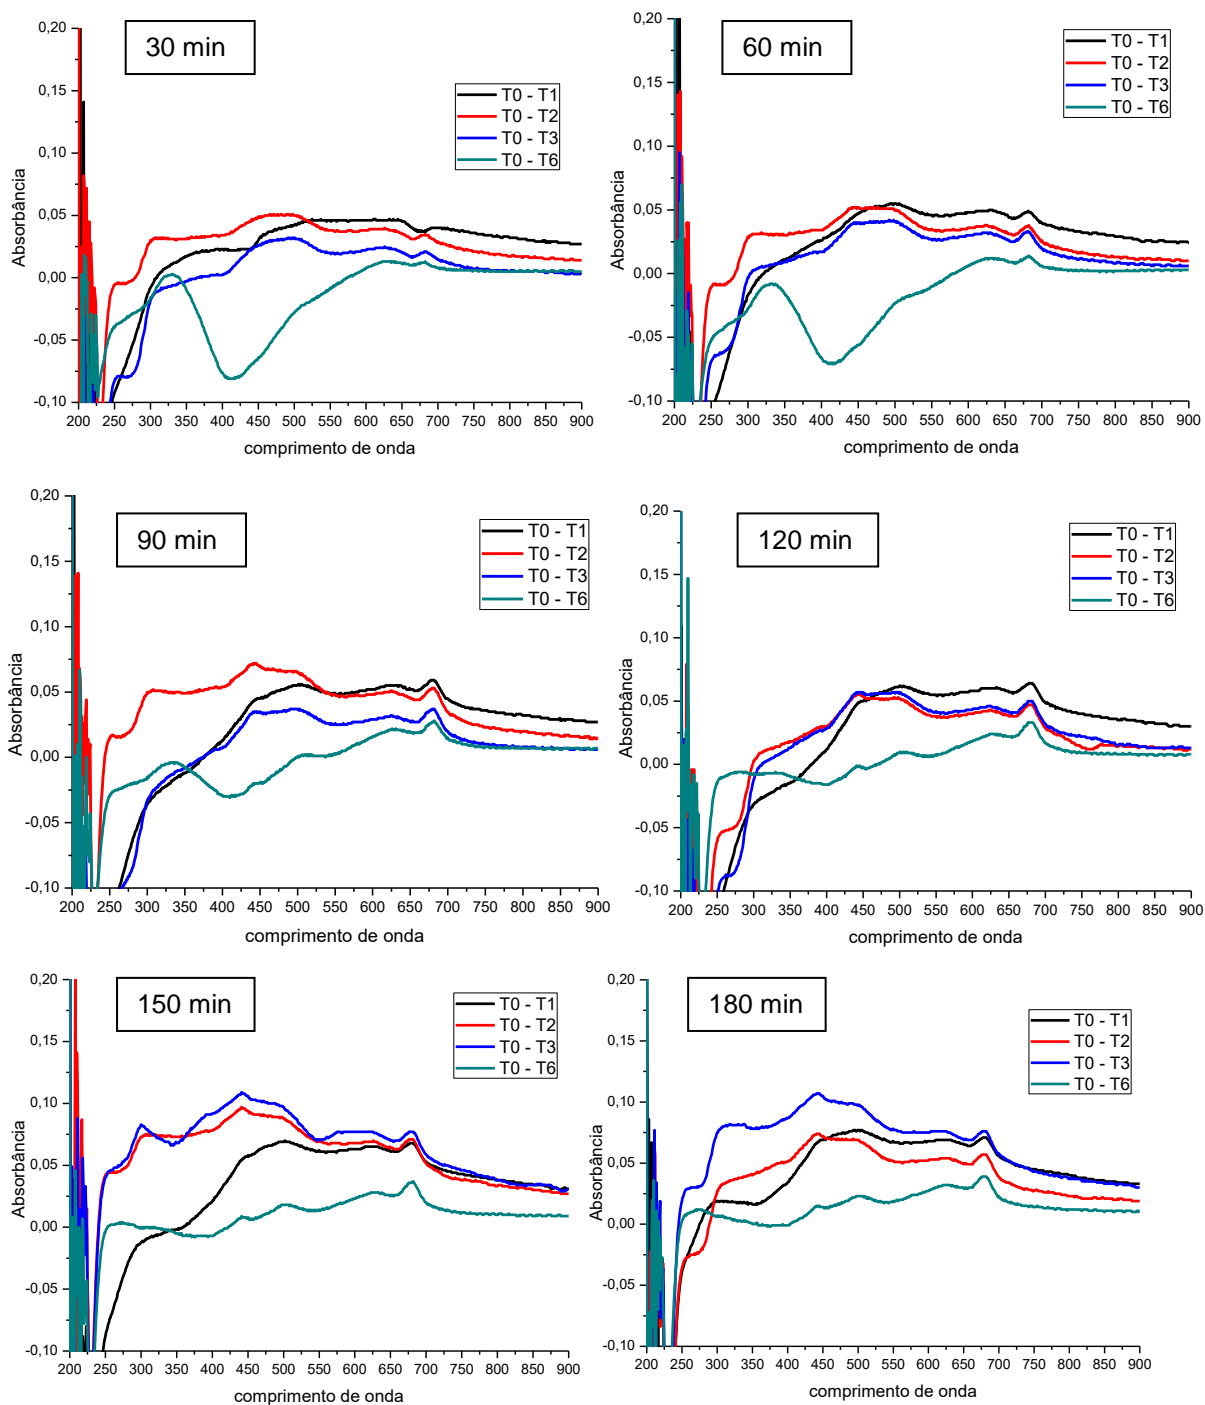 30 min
T0 - T1
T0 - T2
T0 - T3
T0 - T6
Absorbância
0,20
0,15
0,10
0,05
0,00
-0,05
-0,10
200 250 300 350 400 450 500 550 600 650 700 750 800 850 900
comprimento de onda
60 min
T0 - T1
T0 - T2
T0 - T3
T0 - T6
Absorbância
0,20
0,15
0,10
0,05
0,00
-0,05
-0,10
200 250 300 350 400 450 500 550 600 650 700 750 800 850 900
comprimento de onda
90 min
T0 - T1
T0 - T2
T0 - T3
T0 - T6
Absorbância
0,20
0,15
0,10
0,05
0,00
-0,05
-0,10
200 250 300 350 400 450 500 550 600 650 700 750 800 850 900
comprimento de onda
120 min
T0 - T1
T0 - T2
T0 - T3
T0 - T6
Absorbância
0,20
0,15
0,10
0,05
0,00
-0,05
-0,10
200 250 300 350 400 450 500 550 600 650 700 750 800 850 900
comprimento de onda
150 min
T0 - T1
T0 - T2
T0 - T3
T0 - T6
Absorbância
0,20
0,15
0,10
0,05
0,00
-0,05
-0,10
200 250 300 350 400 450 500 550 600 650 700 750 800 850 900
comprimento de onda
180 min
T0 - T1
T0 - T2
T0 - T3
T0 - T6
Absorbância
0,20
0,15
0,10
0,05
0,00
-0,05
-0,10
200 250 300 350 400 450 500 550 600 650 700 750 800 850 900
comprimento de onda